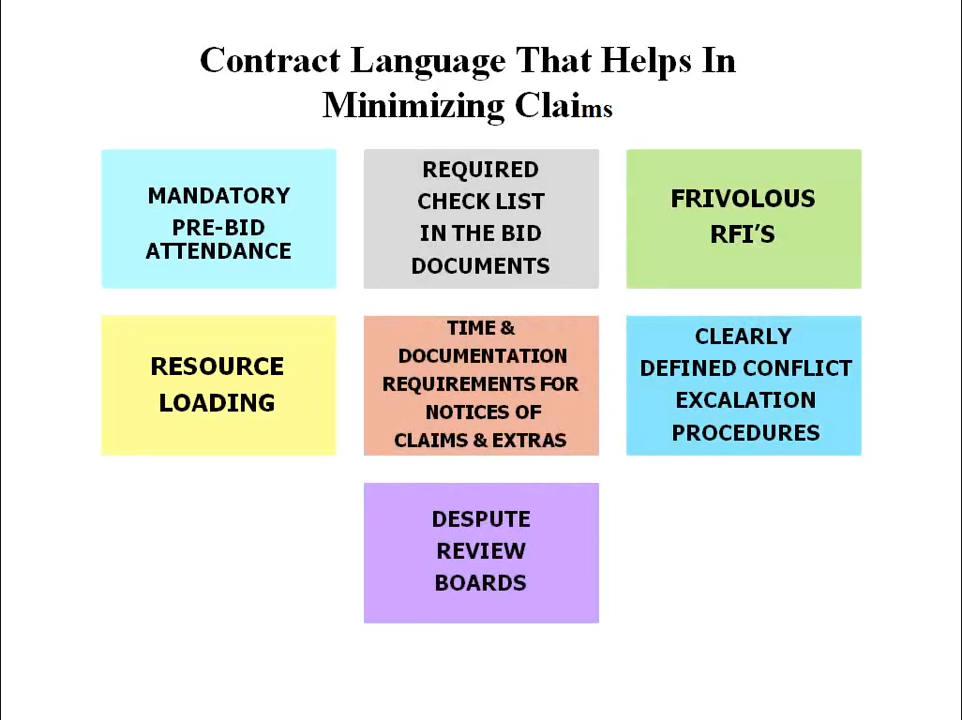 Contract Language That Helps In
Minimizing Claims
MANDATORY
PRE-BID
ATTENDANCE
REQUIRED
CHECK LIST
IN THE BID
DOCUMENTS
FRIVOLOUS
RFI’S
RESOURCE
LOADING
TIME &
DOCUMENTATION
REQUIREMENTS FOR
NOTICES OF
CLAIMS & EXTRAS
CLEARLY
DEFINED CONFLICT
EXCALATION
PROCEDURES
DESPUTE
REVIEW
BOARDS